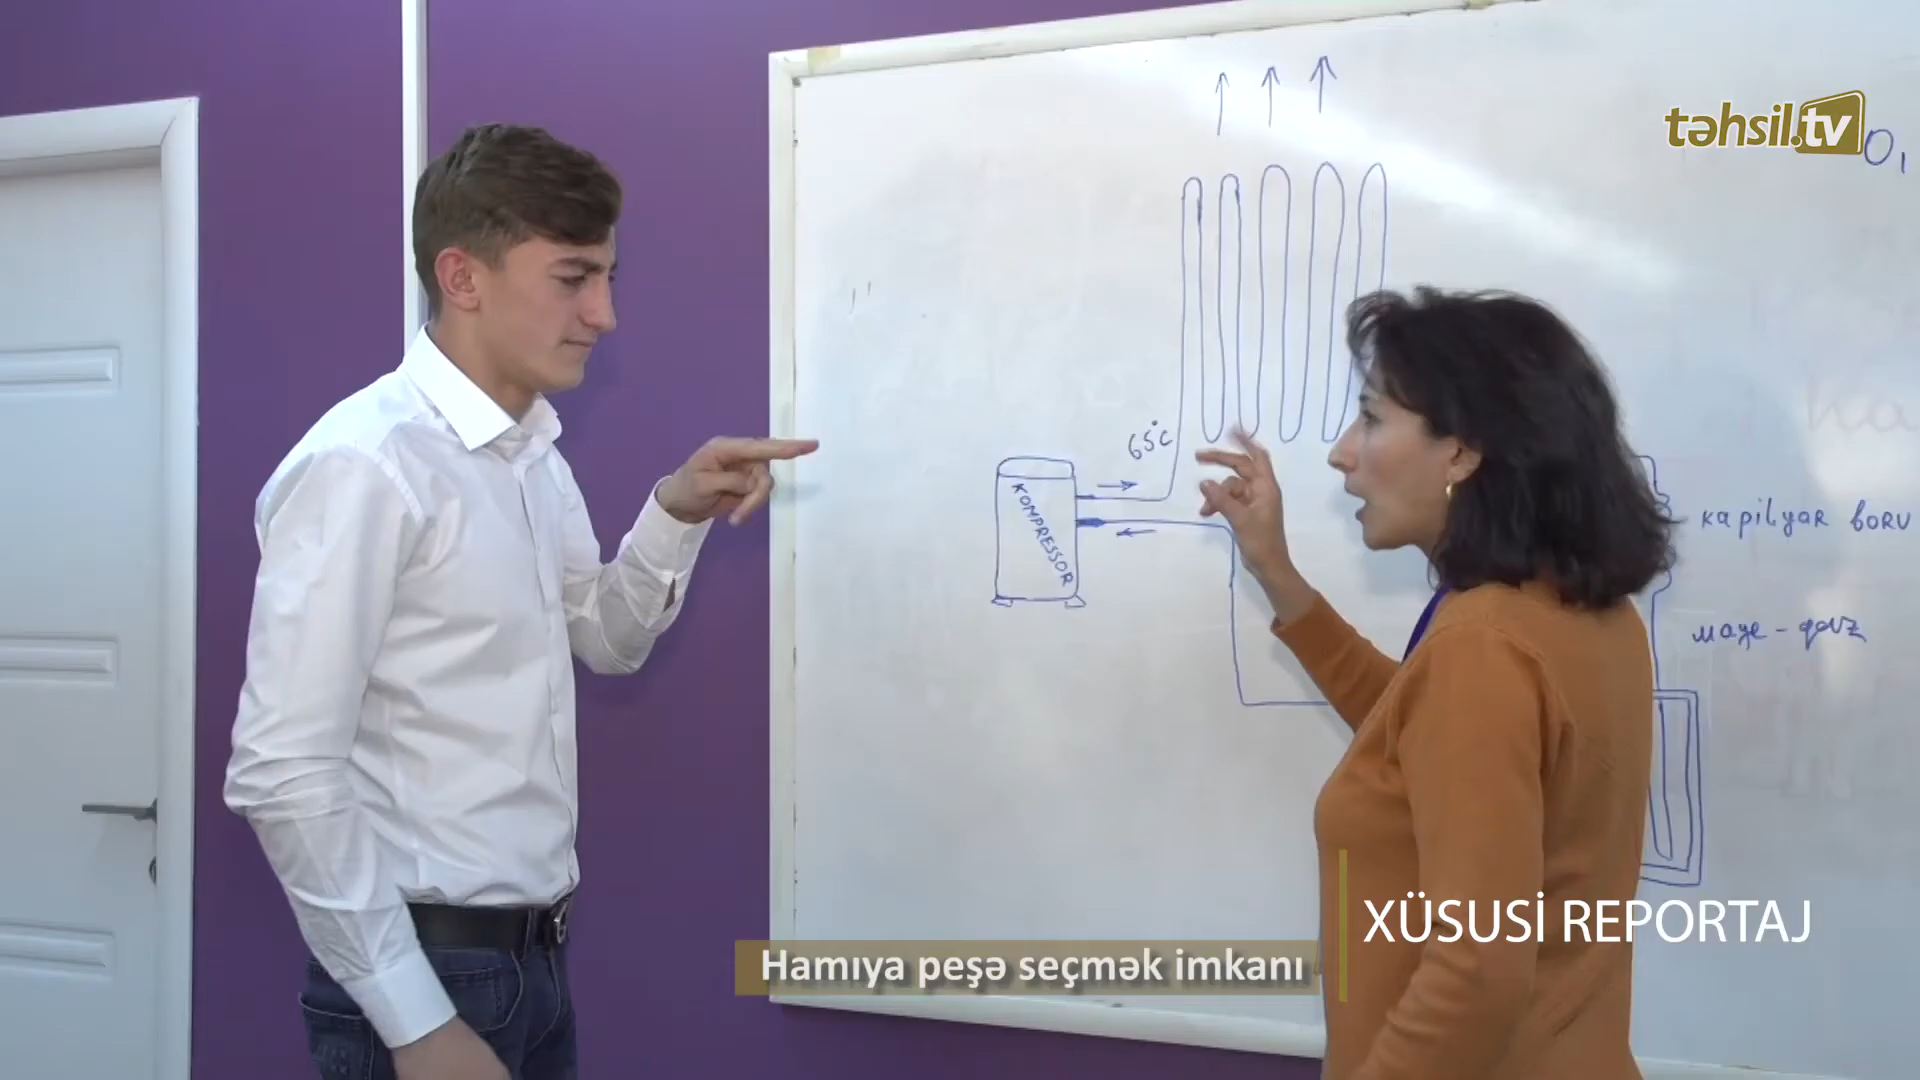 təhsil.tv
65°C
KOMPRESSOR
kapilyar boru
maye - qaz
XÜSUSİ REPORTAJ
Hamıya peşə seçmək imkanı